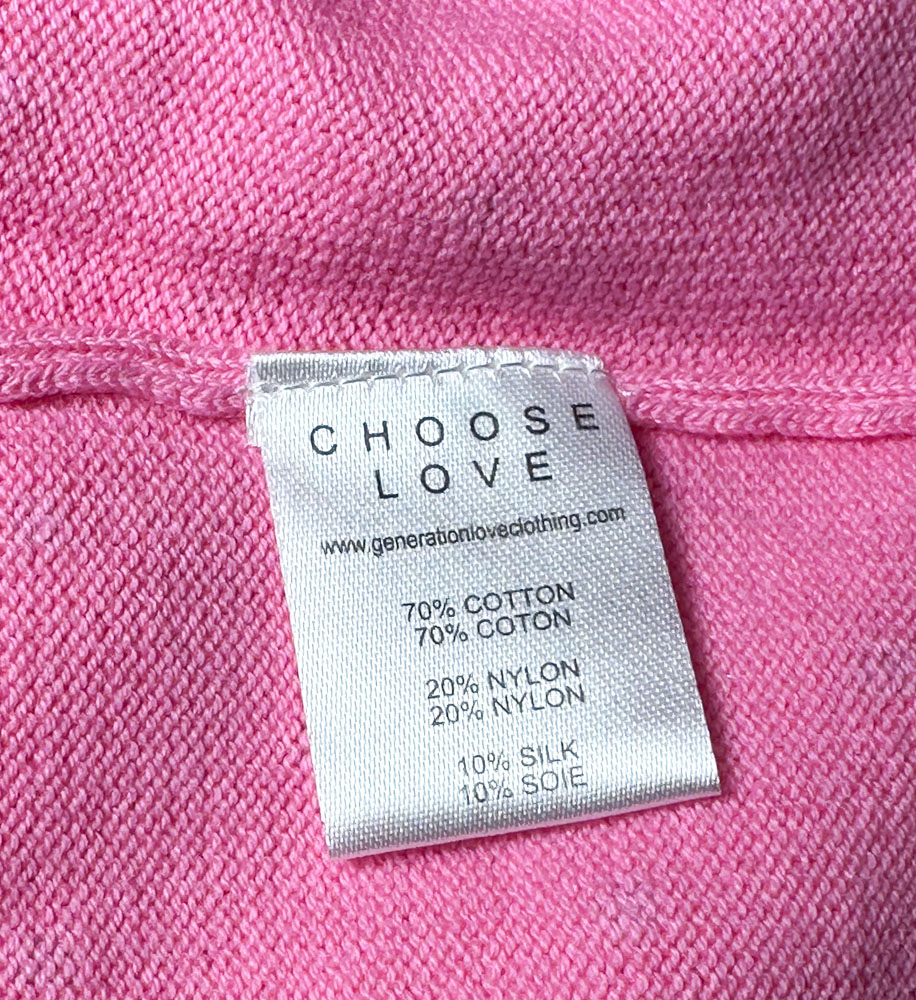 CHOOSE
LOVE
www.generationloveclothing.com
70% COTTON
70% COTON
20% NYLON
20% NYLON
10% SILK
10% SOIE